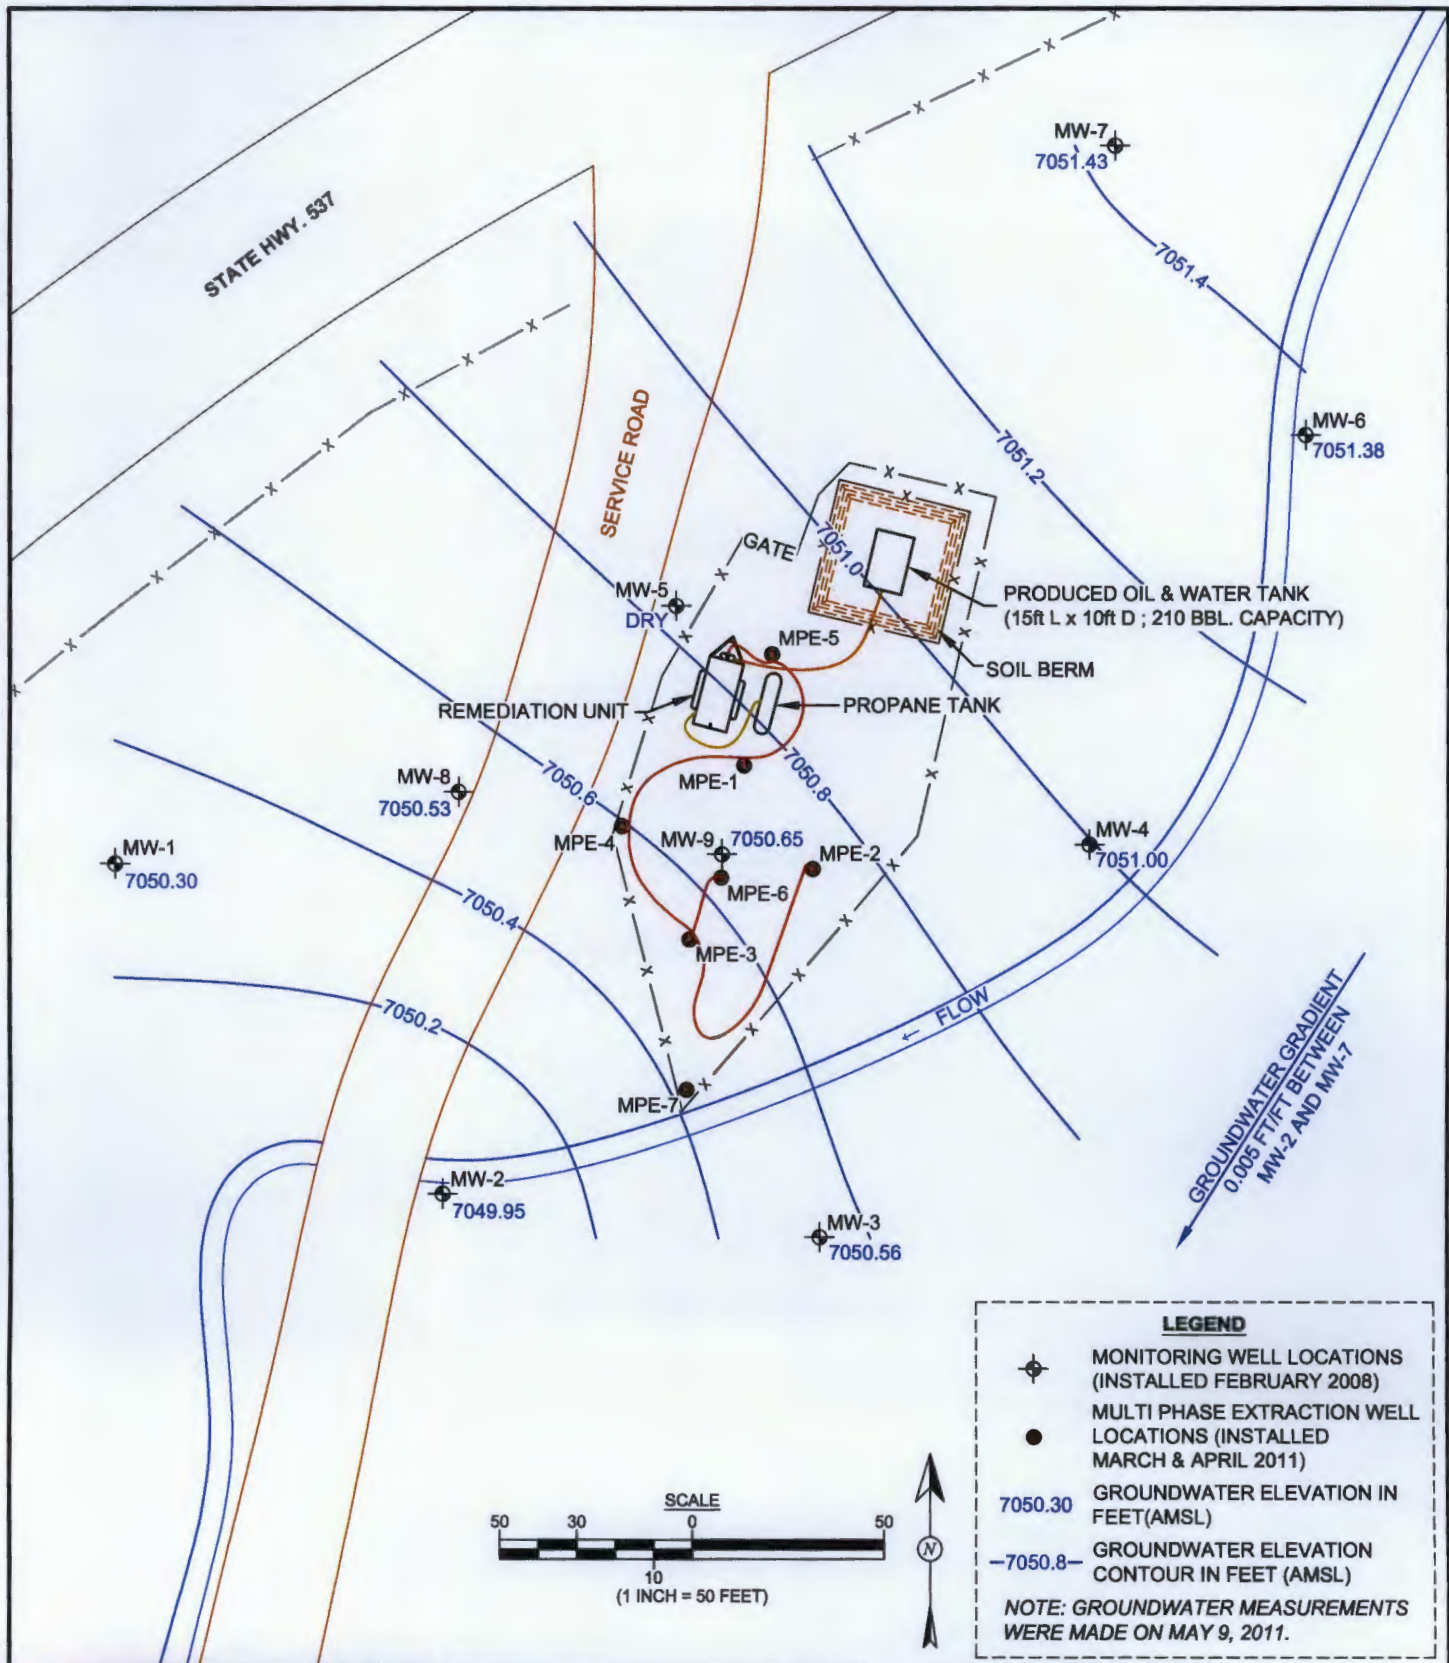 MW-7
7051.43
STATE HWY. 537
7051.4
MW-6
7051.38
SERVICE ROAD
7051.2
GATE
7051.0
PRODUCED OIL & WATER TANK
(15ft L x 10ft D ; 210 BBL. CAPACITY)
MW-5
DRY
MPE-5
SOIL BERM
REMEDIATION UNIT
PROPANE TANK
MW-8
7050.53
7050.6
MPE-1
7050.8
MW-1
7050.30
MPE-4
MW-9
7050.65
MPE-2
MW-4
7051.00
MPE-6
7050.4
MPE-3
7050.2
← FLOW
MPE-7
GROUNDWATER GRADIENT
0.005 FT/FT BETWEEN
MW-2 AND MW-7
MW-2
7049.95
MW-3
7050.56
LEGEND
MONITORING WELL LOCATIONS
(INSTALLED FEBRUARY 2008)
MULTI PHASE EXTRACTION WELL
LOCATIONS (INSTALLED
MARCH & APRIL 2011)
7050.30
GROUNDWATER ELEVATION IN
FEET(AMSL)
7050.8
GROUNDWATER ELEVATION
CONTOUR IN FEET (AMSL)
NOTE: GROUNDWATER MEASUREMENTS
WERE MADE ON MAY 9, 2011.
SCALE
50 30 0 50
10
(1 INCH = 50 FEET)
N